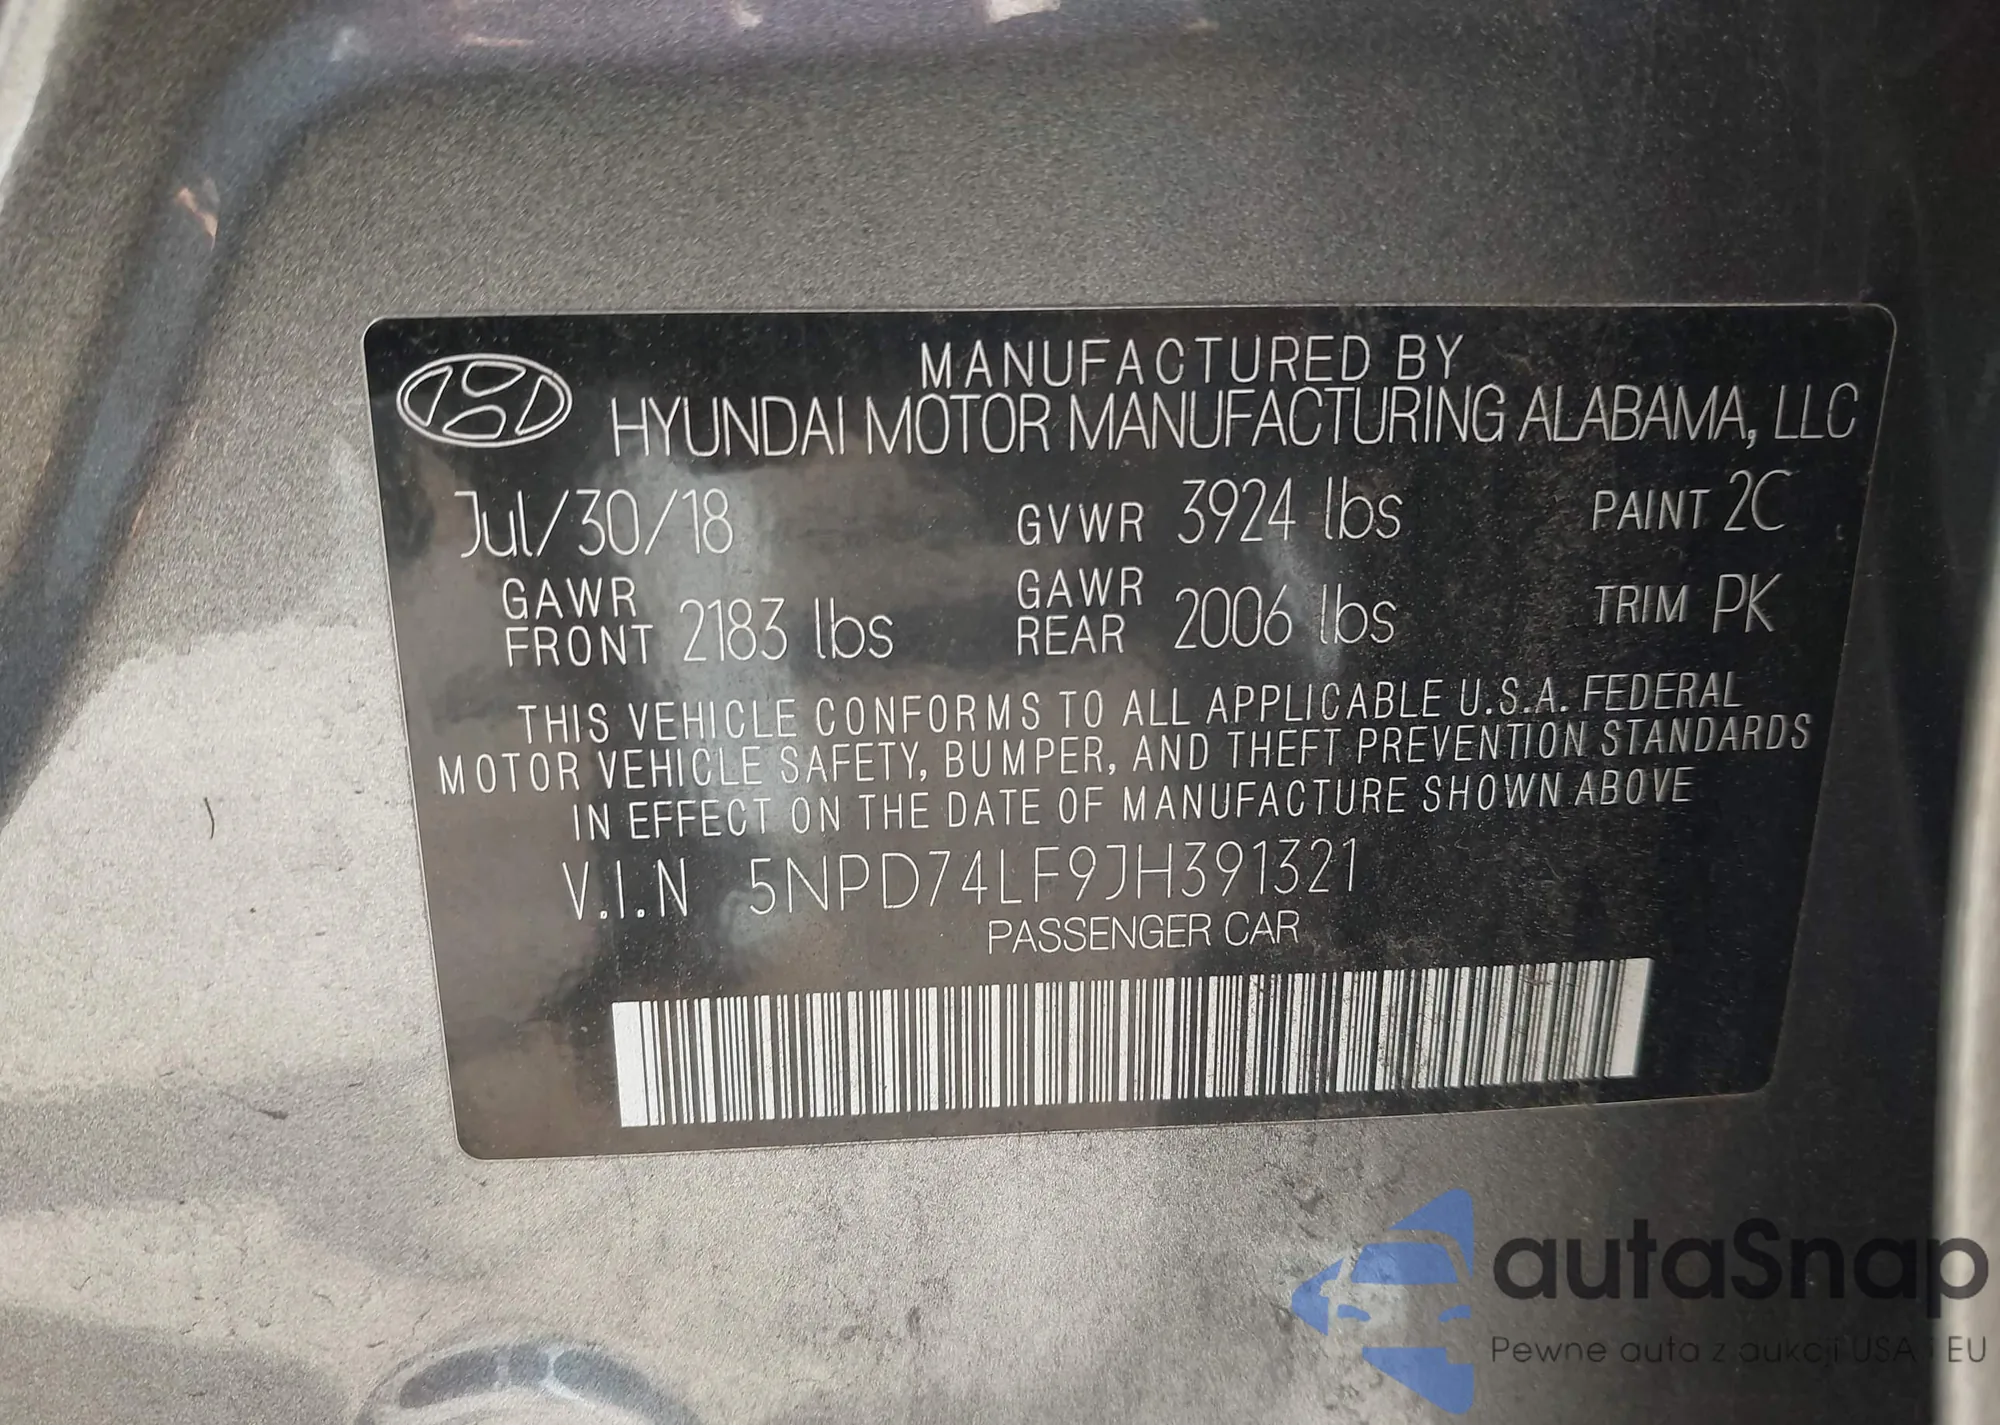 MANUFACTURED BY
HYUNDAI MOTOR MANUFACTURING ALABAMA, LLC
Jul/30/18 GVWR 3924 lbs PAINT 2C
GAWR FRONT 2183 lbs GAWR REAR 2006 lbs TRIM PK
THIS VEHICLE CONFORMS TO ALL APPLICABLE U.S.A. FEDERAL
MOTOR VEHICLE SAFETY, BUMPER, AND THEFT PREVENTION STANDARDS
IN EFFECT ON THE DATE OF MANUFACTURE SHOWN ABOVE
V.I.N 5NPD74LF9JH391321
PASSENGER CAR
autaSnap
Pewne auta z aukcji USA i EU